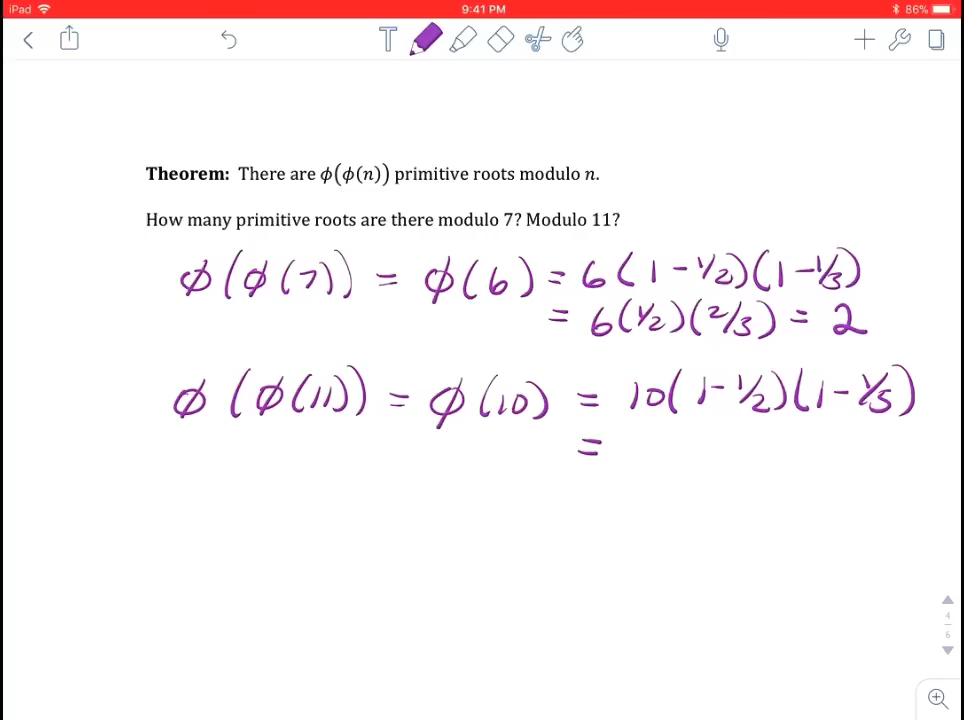 iPad 9:41 PM 86%
T
Theorem: There are ϕ(ϕ(n)) primitive roots modulo n.
How many primitive roots are there modulo 7? Modulo 11?
ϕ(ϕ(7)) = ϕ(6) = 6(1-1/2)(1-1/3)
= 6(1/2)(2/3) = 2
ϕ(ϕ(11)) = ϕ(10) = 10(1-1/2)(1-1/5)
=
4
6